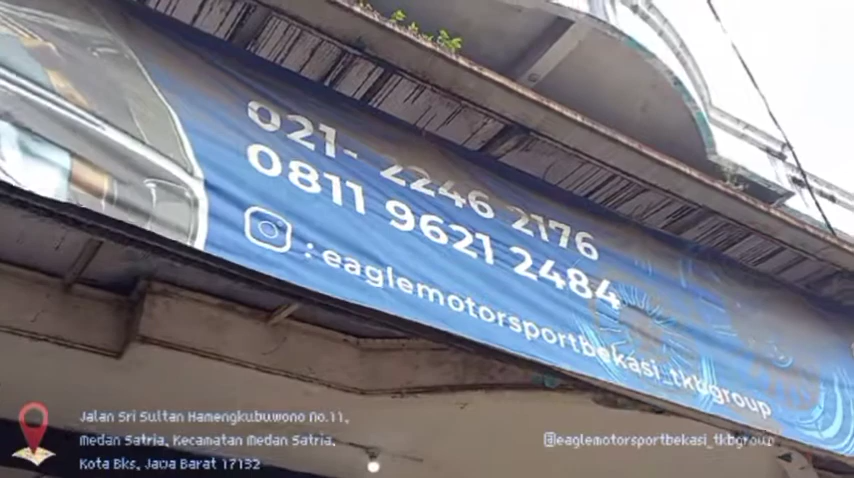 021- 2246 2176
0811 9621 2484
: eaglemotorsportbekasi_tkbgroup
Jalan Sri Sultan Hamengkubuwono No.11,
Medan Satria, Kecamatan Medan Satria,
Kota Bks, Jawa Barat 17132
@eaglemotorsportbekasi_tkbgroup